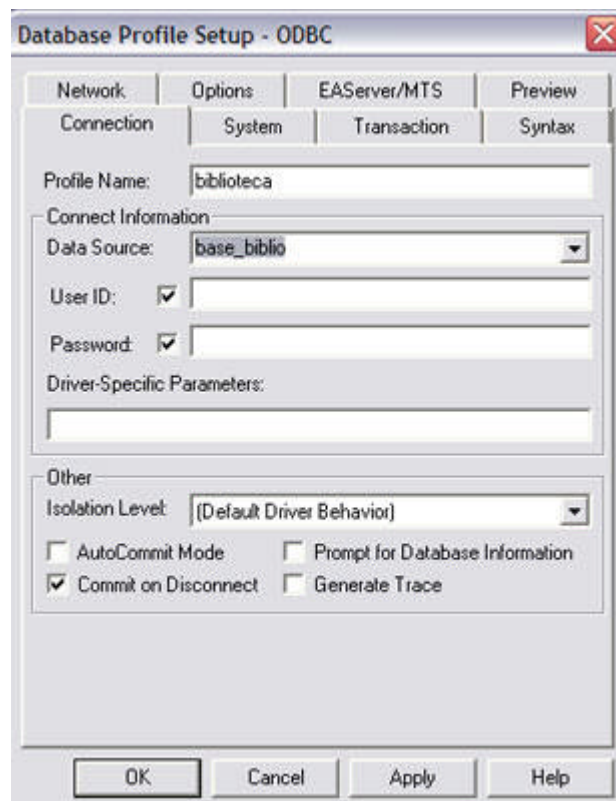 Database Profile Setup - ODBC
Network Options EAServer/MTS Preview
Connection System Transaction Syntax
Profile Name: biblioteca
Connect Information
Data Source: base_biblio
User ID:
Password:
Driver-Specific Parameters:
Other
Isolation Level: (Default Driver Behavior)
AutoCommit Mode Prompt for Database Information
Commit on Disconnect Generate Trace
OK Cancel Apply Help